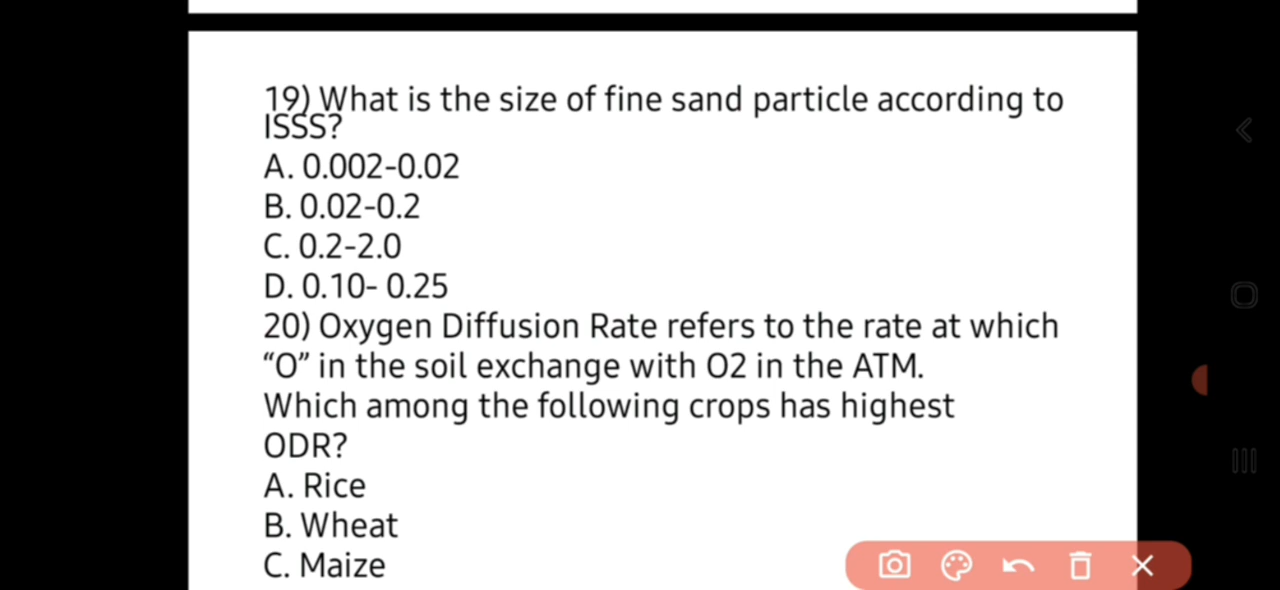 19) What is the size of fine sand particle according to
ISSS?
A. 0.002-0.02
B. 0.02-0.2
C. 0.2-2.0
D. 0.10- 0.25
20) Oxygen Diffusion Rate refers to the rate at which
“O” in the soil exchange with O2 in the ATM.
Which among the following crops has highest
ODR?
A. Rice
B. Wheat
C. Maize